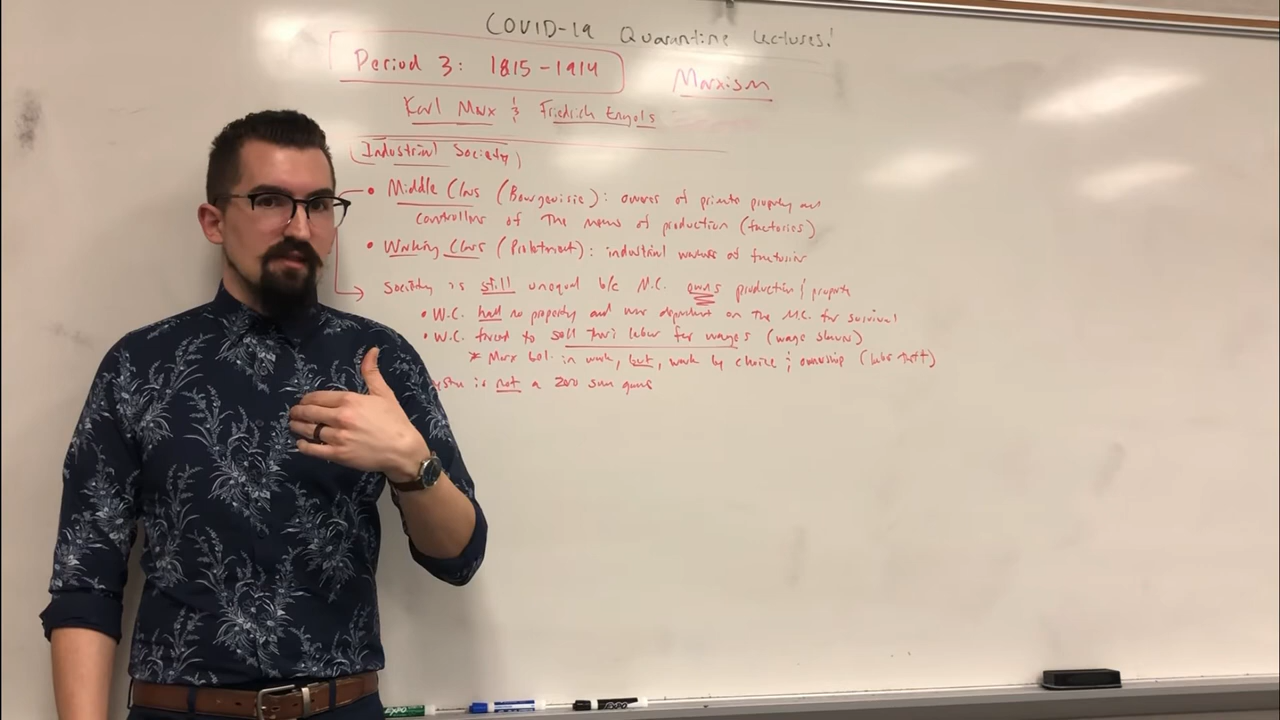 COVID-19 Quarantine Lectures!
Period 3: 1815-1914
Marxism
Karl Marx & Friedrich Engels
Industrial Society
• Middle Class (Bourgeoisie): owners of private property and
controllers of the means of production (factories)
• Working Class (Proletariat): industrial workers of factories
Society is still unequal b/c M.C. owns production & property
• W.C. had no property and was dependent on the M.C. for survival
• W.C. forced to sell their labor for wages (wage slaves)
* Marx bel. in work, but, work by choice & ownership (labor theft)
is not a zero sum game
EXPO